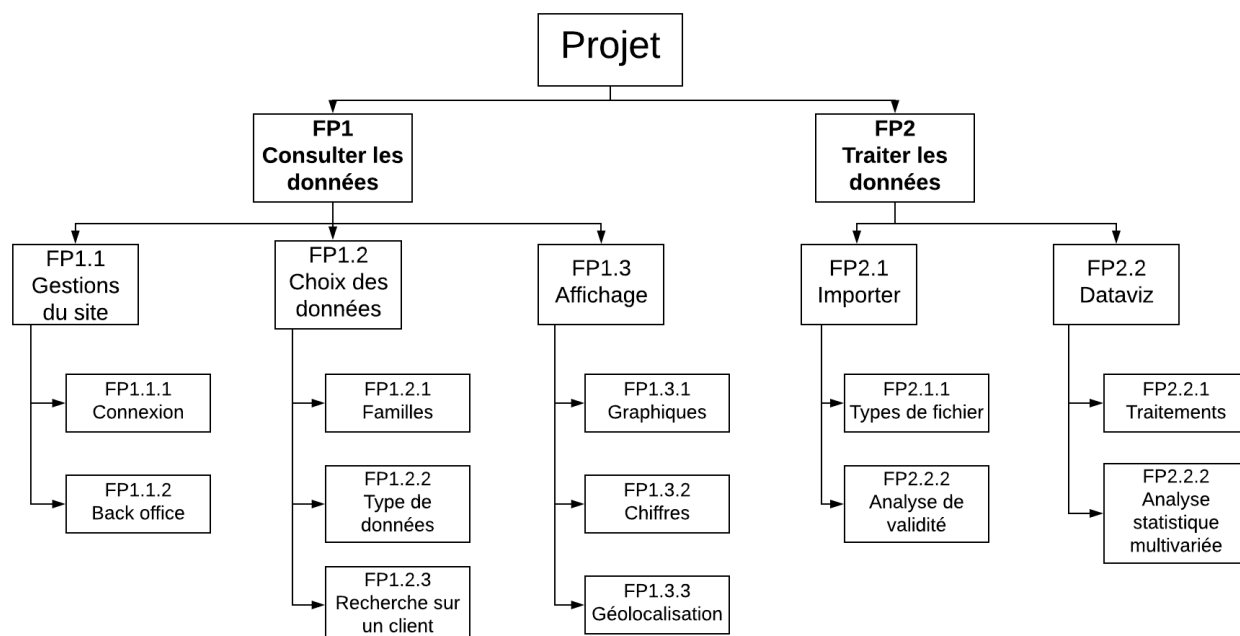 Projet
FP1
Consulter les
données
FP2
Traiter les
données
FP1.1
Gestions
du site
FP1.2
Choix des
données
FP1.3
Affichage
FP2.1
Importer
FP2.2
Dataviz
FP1.1.1
Connexion
FP1.2.1
Familles
FP1.3.1
Graphiques
FP2.1.1
Types de fichier
FP2.2.1
Traitements
FP1.1.2
Back office
FP1.2.2
Type de
données
FP1.3.2
Chiffres
FP2.2.2
Analyse de
validité
FP2.2.2
Analyse
statistique
multivariée
FP1.2.3
Recherche sur
un client
FP1.3.3
Géolocalisation